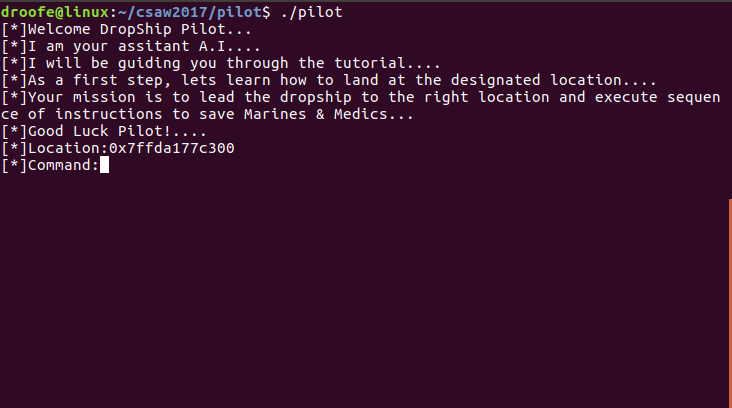 droofe@linux:~/csaw2017/pilot$ ./pilot
[*]Welcome DropShip Pilot...
[*]I am your assitant A.I....
[*]I will be guiding you through the tutorial....
[*]As a first step, lets learn how to land at the designated location....
[*]Your mission is to lead the dropship to the right location and execute sequen
ce of instructions to save Marines & Medics...
[*]Good Luck Pilot!....
[*]Location:0x7ffda177c300
[*]Command: